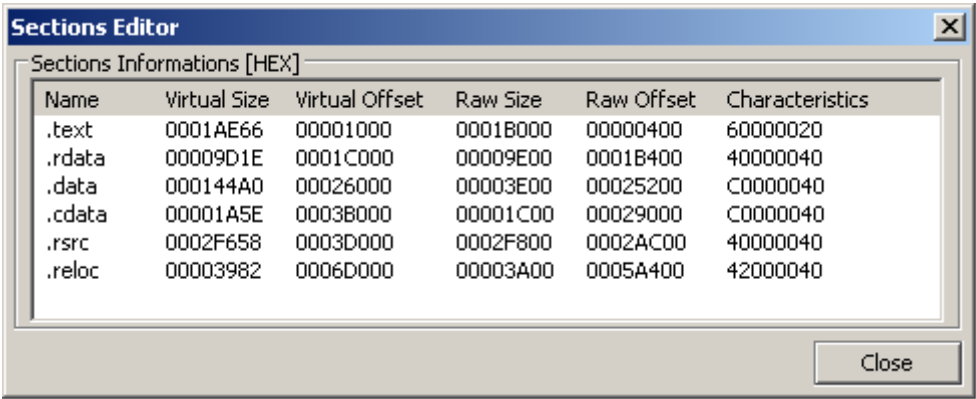 Sections Editor
Sections Informations [HEX]
Name Virtual Size Virtual Offset Raw Size Raw Offset Characteristics
.text 0001AE66 00001000 0001B000 00000400 60000020
.rdata 00009D1E 0001C000 00009E00 0001B400 40000040
.data 000144A0 00026000 00003E00 00025200 C0000040
.cdata 00001A5E 0003B000 00001C00 00029000 C0000040
.rsrc 0002F658 0003D000 0002F800 0002AC00 40000040
.reloc 00003982 0006D000 00003A00 0005A400 42000040
Close